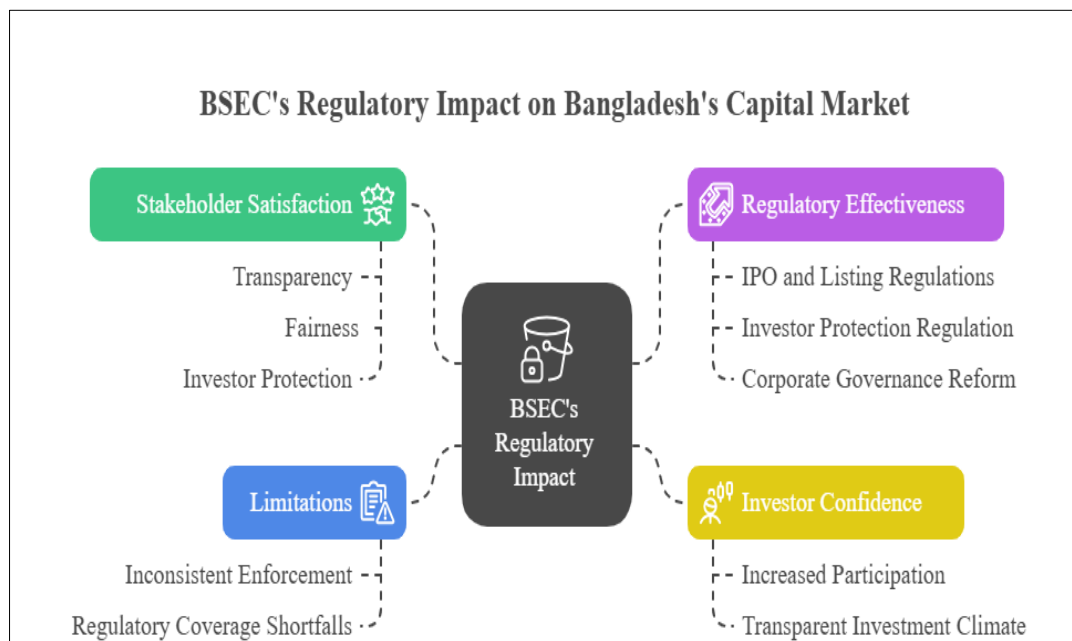 BSEC's Regulatory Impact on Bangladesh's Capital Market
Stakeholder Satisfaction
Transparency
Fairness
Investor Protection
Regulatory Effectiveness
IPO and Listing Regulations
Investor Protection Regulation
Corporate Governance Reform
BSEC's
Regulatory
Impact
Limitations
Inconsistent Enforcement
Regulatory Coverage Shortfalls
Investor Confidence
Increased Participation
Transparent Investment Climate